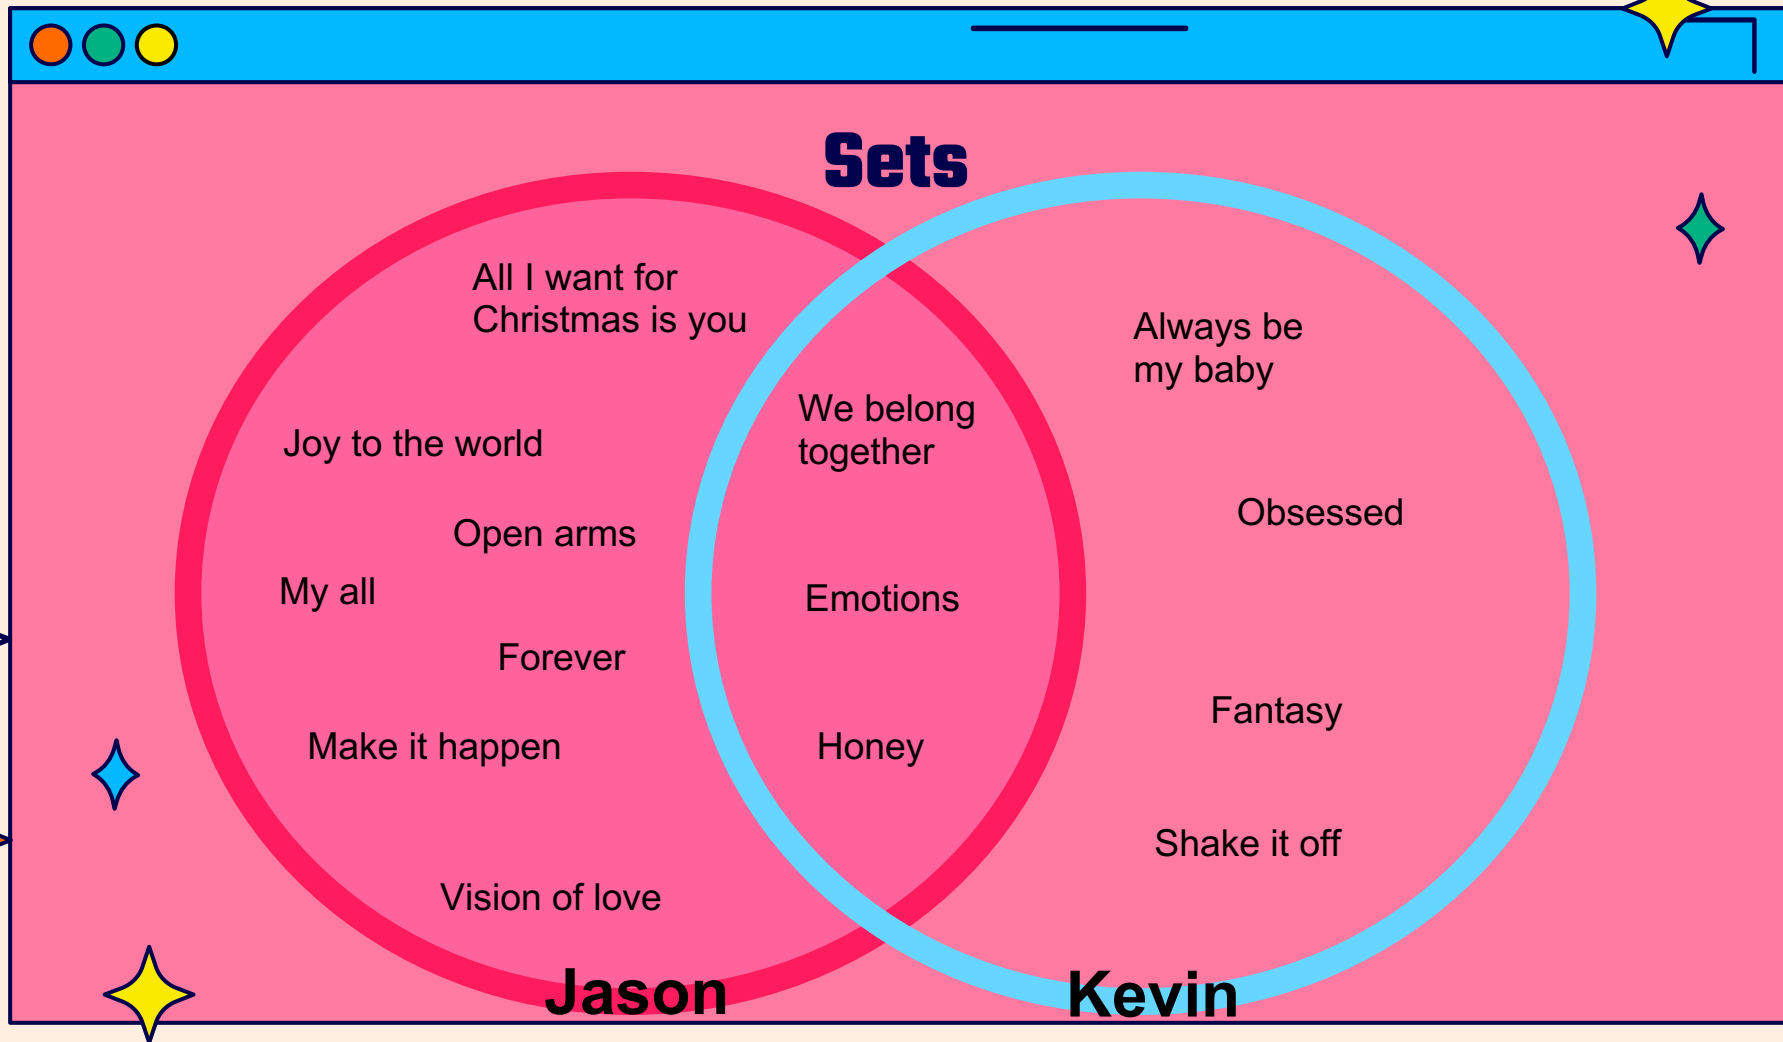 Sets
All I want for
Christmas is you
Joy to the world
Open arms
My all
Forever
Make it happen
Vision of love
We belong
together
Emotions
Honey
Always be
my baby
Obsessed
Fantasy
Shake it off
Jason
Kevin